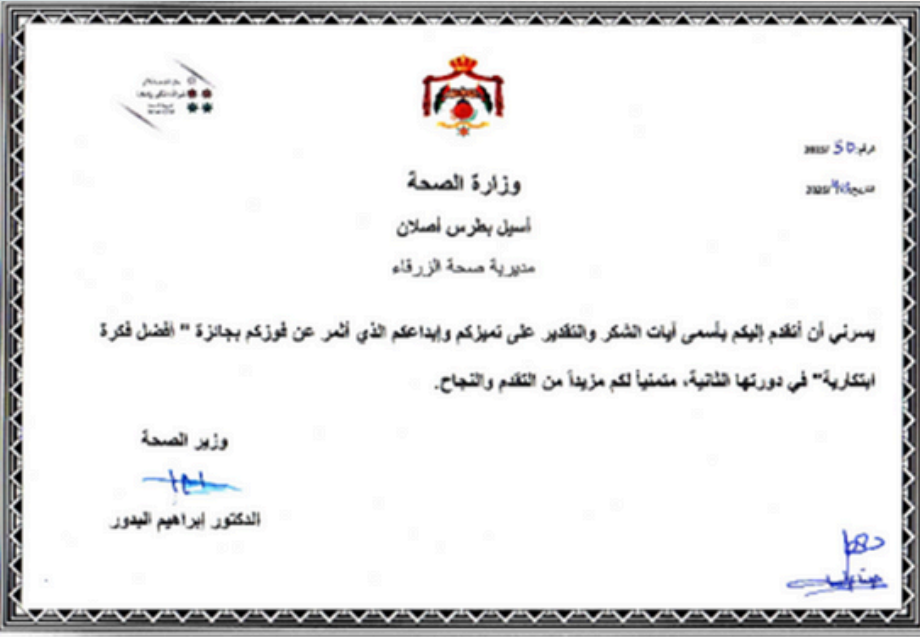 وزارة الصحة
أسيل بطرس أصلان
مديرية صحة الزرقاء
يسرني أن أتقدم إليكم بأسمى آيات الشكر والتقدير على تميزكم وإبداعكم الذي أثمر عن فوزكم بجائزة " أفضل فكرة
ابتكارية" في دورتها الثانية، متمنياً لكم مزيداً من التقدم والنجاح.
وزير الصحة
الدكتور إبراهيم البدور